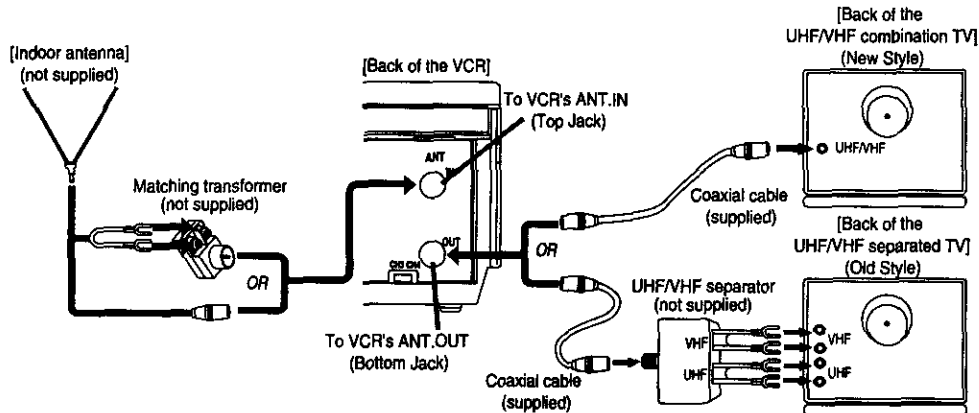 [Indoor antenna]
(not supplied)
Matching transformer
(not supplied)
OR
[Back of the VCR]
To VCR's ANT.IN
(Top Jack)
ANT
IN
OUT
CH3 CH4
To VCR's ANT.OUT
(Bottom Jack)
OR
Coaxial cable
(supplied)
[Back of the
UHF/VHF combination TV]
(New Style)
UHF/VHF
Coaxial cable
(supplied)
UHF/VHF separator
(not supplied)
VHF
UHF
[Back of the
UHF/VHF separated TV]
(Old Style)
VHF
UHF